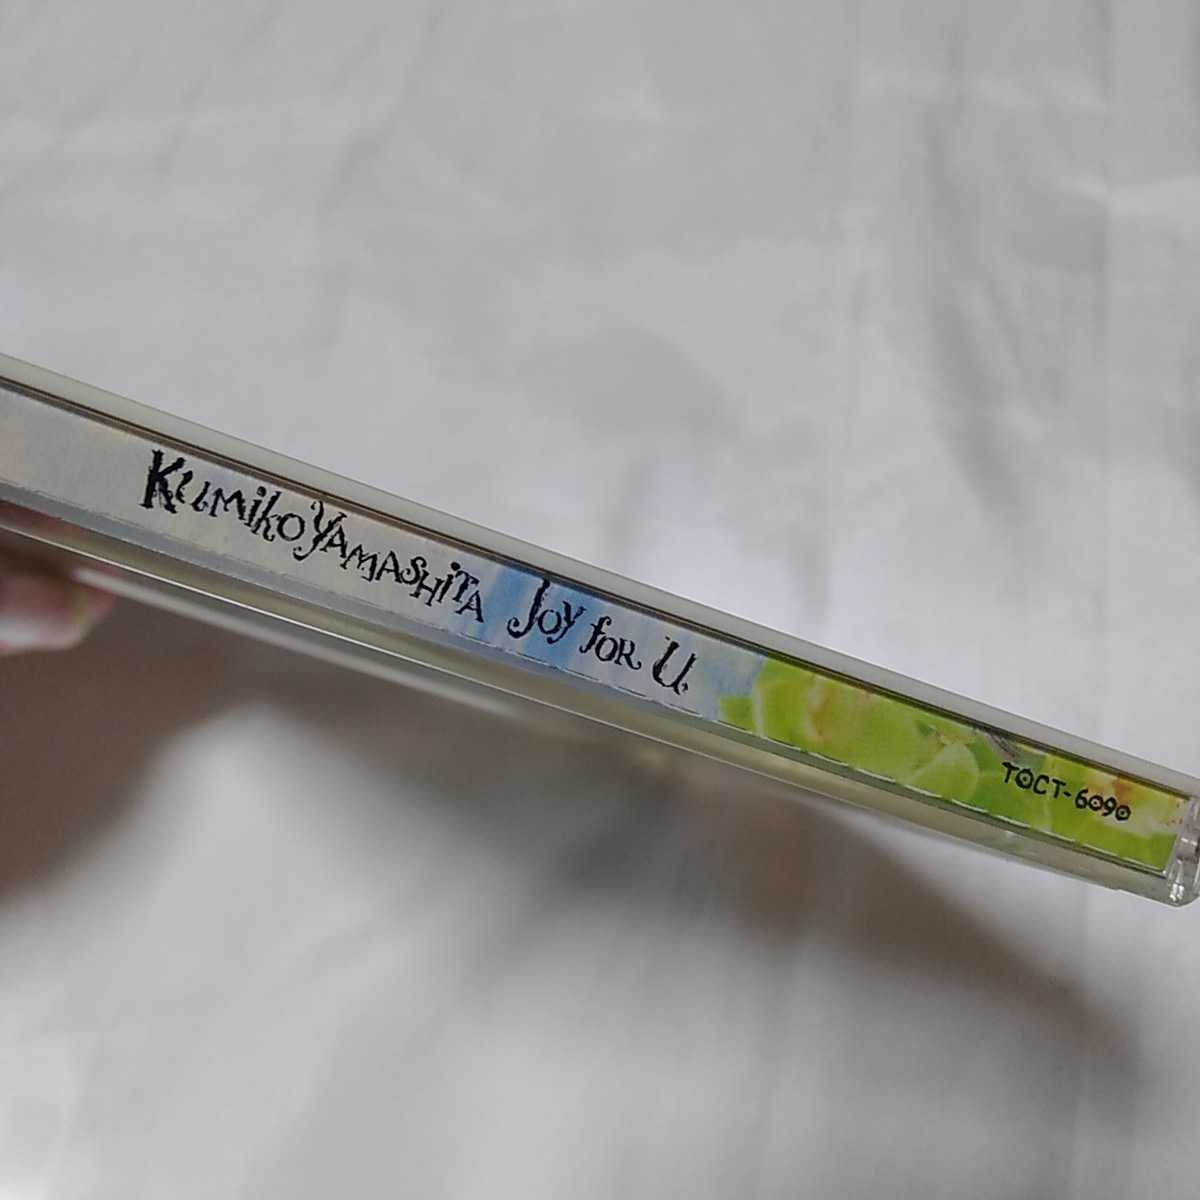 Kumiko YAMASHiTA Joy foR U
TOCT-6090